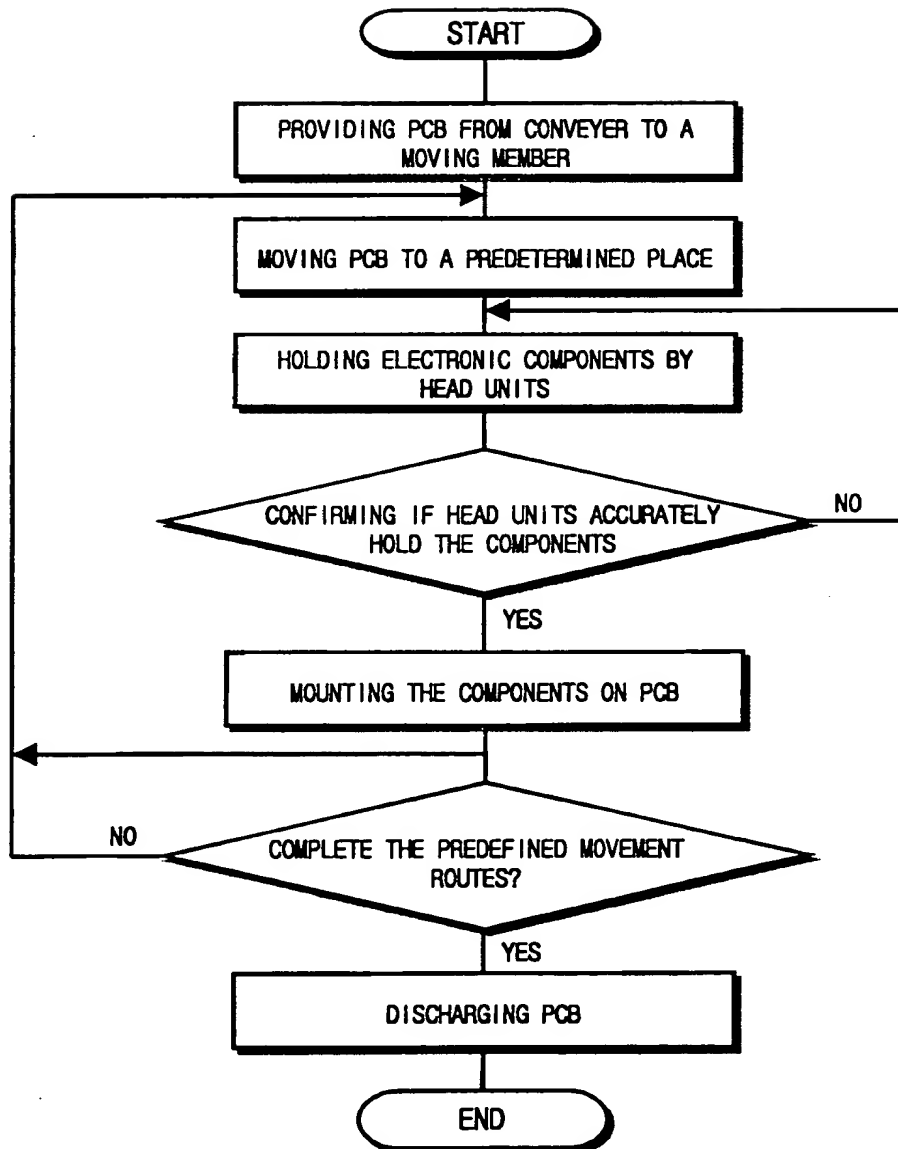 START
PROVIDING PCB FROM CONVEYER TO A
MOVING MEMBER
MOVING PCB TO A PREDETERMINED PLACE
HOLDING ELECTRONIC COMPONENTS BY
HEAD UNITS
CONFIRMING IF HEAD UNITS ACCURATELY
HOLD THE COMPONENTS
NO
YES
MOUNTING THE COMPONENTS ON PCB
NO
COMPLETE THE PREDEFINED MOVEMENT
ROUTES?
YES
DISCHARGING PCB
END